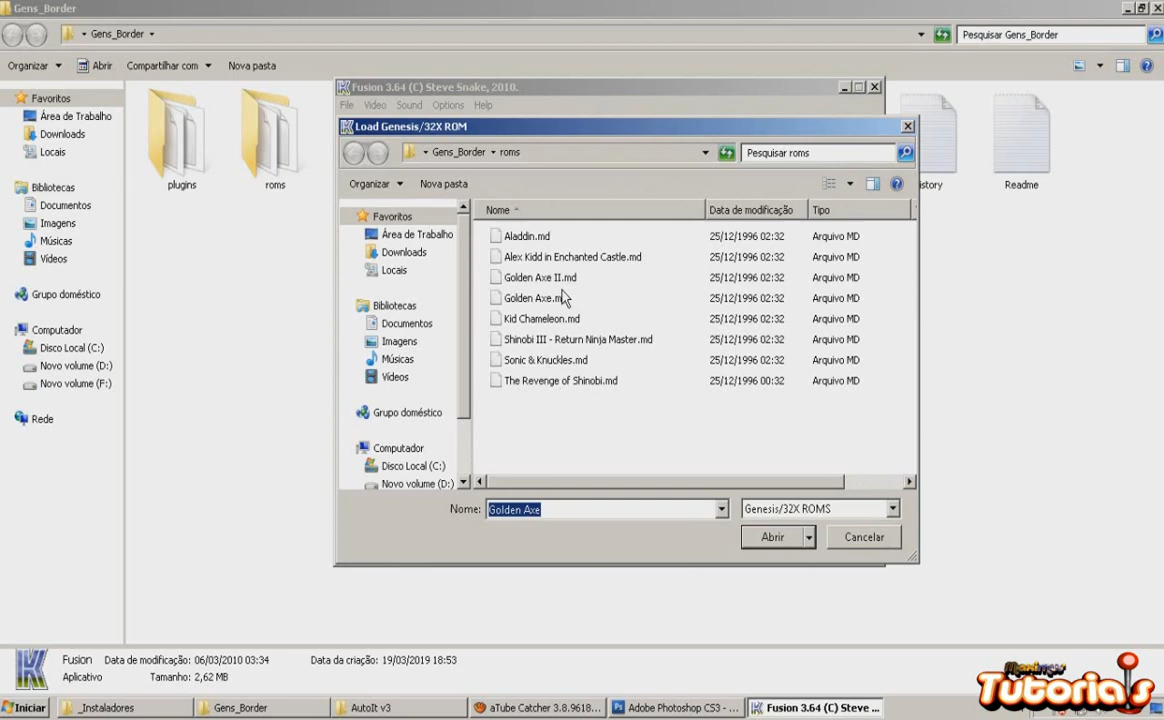 Gens_Border
Gens_Border
Pesquisar Gens_Border
Organizar Abrir Compartilhar com Nova pasta
Favoritos
Área de Trabalho
Downloads
Locais
Bibliotecas
Documentos
Imagens
Músicas
Vídeos
Grupo doméstico
Computador
Disco Local (C:)
Novo volume (D:)
Novo volume (F:)
Rede
plugins
roms
istory
Readme
Fusion 3.64 (C) Steve Snake, 2010.
File Video Sound Options Help
Load Genesis/32X ROM
Gens_Border roms
Pesquisar roms
Organizar Nova pasta
Favoritos
Área de Trabalho
Downloads
Locais
Bibliotecas
Documentos
Imagens
Músicas
Vídeos
Grupo doméstico
Computador
Disco Local (C:)
Novo volume (D:)
Nome Data de modificação Tipo
Aladdin.md 25/12/1996 02:32 Arquivo MD
Alex Kidd in Enchanted Castle.md 25/12/1996 02:32 Arquivo MD
Golden Axe II.md 25/12/1996 02:32 Arquivo MD
Golden Axe.m 25/12/1996 02:32 Arquivo MD
Kid Chameleon.md 25/12/1996 02:32 Arquivo MD
Shinobi III - Return Ninja Master.md 25/12/1996 02:32 Arquivo MD
Sonic & Knuckles.md 25/12/1996 02:32 Arquivo MD
The Revenge of Shinobi.md 25/12/1996 00:32 Arquivo MD
Nome: Golden Axe Genesis/32X ROMS
Abrir Cancelar
Fusion Data de modificação: 06/03/2010 03:34 Data da criação: 19/03/2019 18:53
Aplicativo Tamanho: 2,62 MB
Tutoria's
Iniciar _Instaladores Gens_Border AutoIt v3 aTube Catcher 3.8.9618... Adobe Photoshop CS3 - ... Fusion 3.64 (C) Steve ...